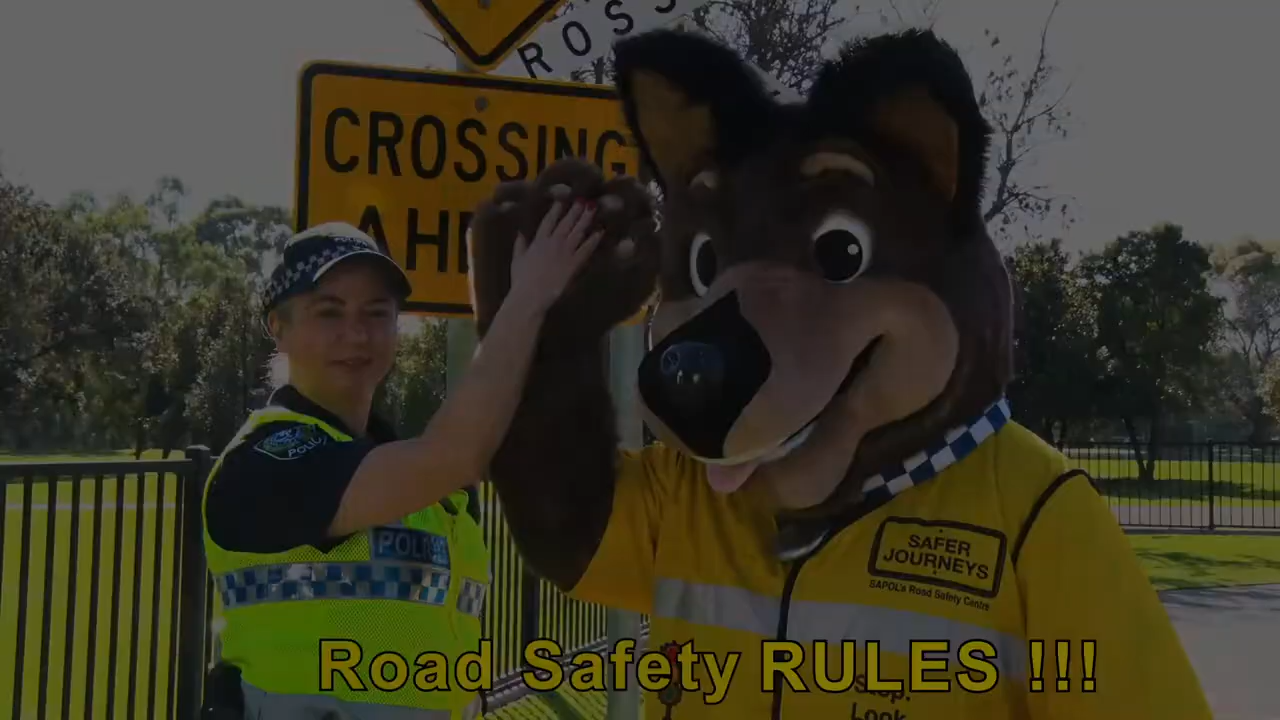 ROSS
CROSSING
AHE
POLICE
POLICE
SAFER
JOURNEYS
SAPOL's Road Safety Centre
Road Safety RULES !!!
Stop.
Look